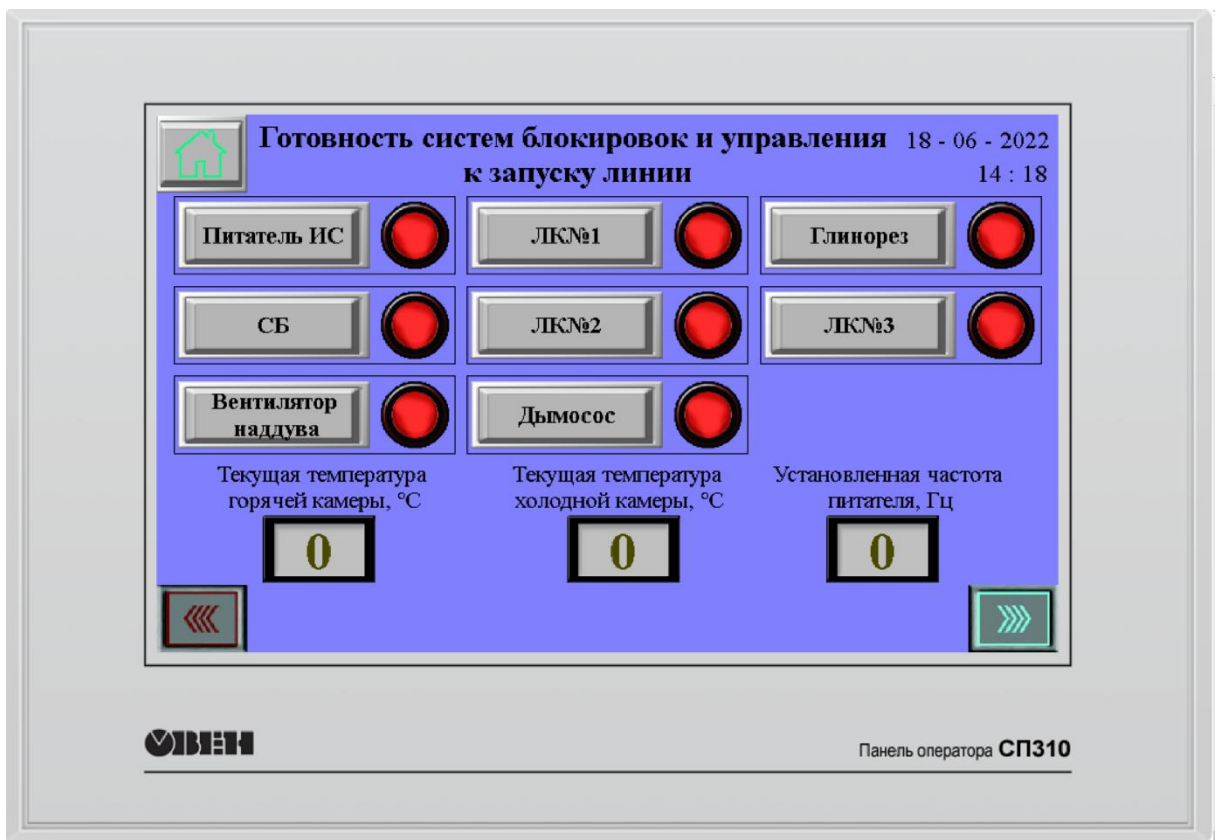 Готовность систем блокировок и управления
к запуску линии
18 - 06 - 2022
14 : 18
Питатель ИС
ЛК№1
Глинорез
СБ
ЛК№2
ЛК№3
Вентилятор
наддува
Дымосос
Текущая температура
горячей камеры, °С
Текущая температура
холодной камеры, °С
Установленная частота
питателя, Гц
0
0
0
ОВЕН
Панель оператора СП310